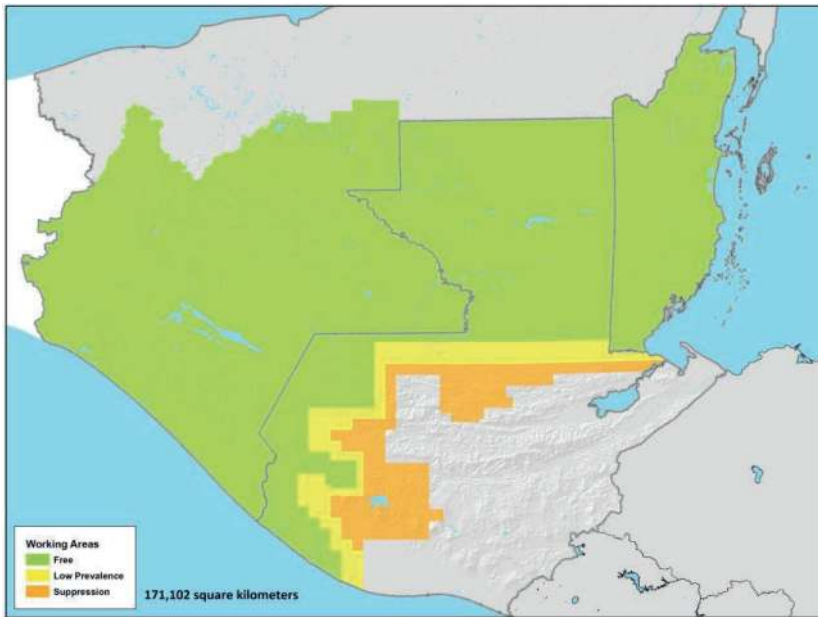 Working Areas
Free
Low Prevalence
Suppression
171,102 square kilometers